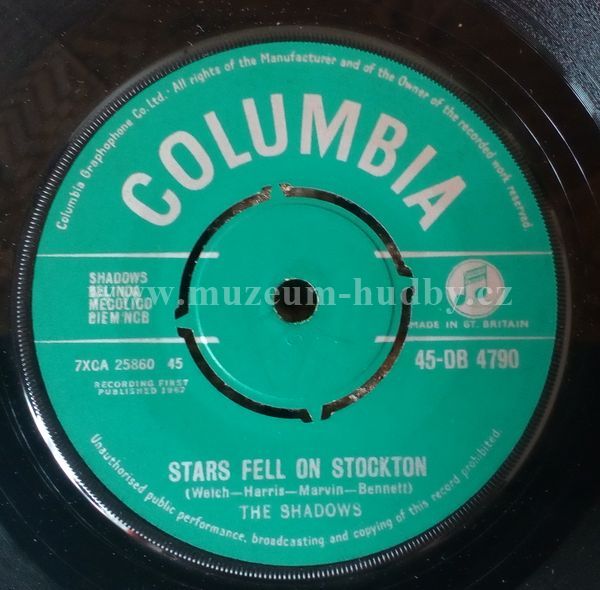 Columbia Graphophone Co. Ltd. All rights of the Manufacturer and of the Owner of the recorded work reserved.
COLUMBIA
SHADOWS
BELINDA
MECOLICO
BIEM NCB
www.muzeum-hudby.cz
MADE IN GT. BRITAIN
7XCA 25860 45
45-DB 4790
RECORDING FIRST
PUBLISHED 1962
STARS FELL ON STOCKTON
(Welch—Harris—Marvin—Bennett)
THE SHADOWS
Unauthorised public performance, broadcasting and copying of this record prohibited.